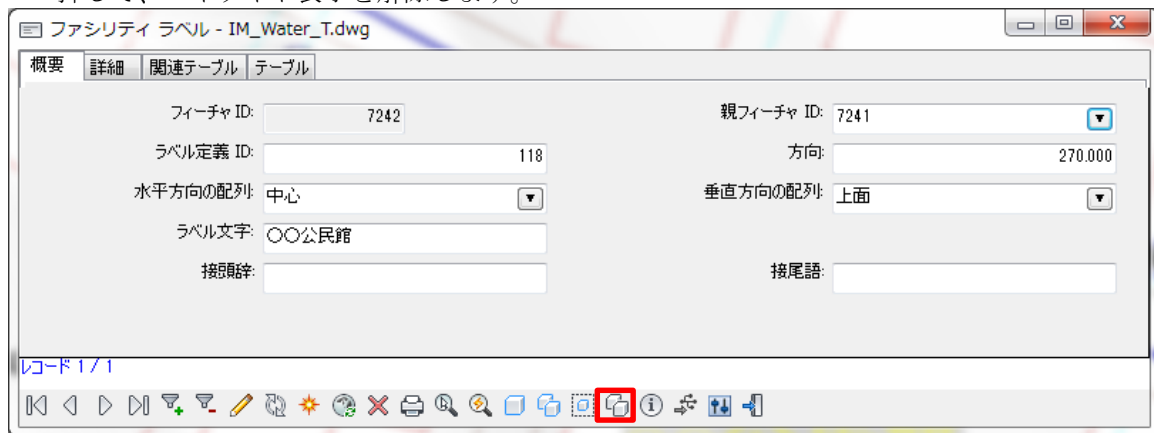 ファシリティ ラベル - IM_Water_T.dwg
概要 詳細 関連テーブル テーブル
フィーチャ ID: 7242 親フィーチャ ID: 7241
ラベル定義 ID: 118 方向: 270.000
水平方向の配列: 中心 垂直方向の配列: 上面
ラベル文字: 〇〇公民館
接頭辞: 接尾語:
レコード 1 / 1